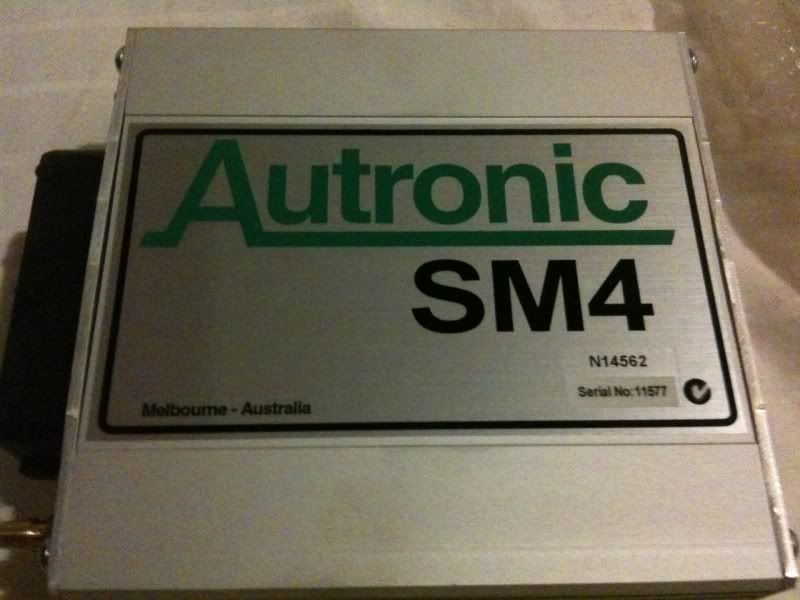 Autronic
SM4
N14562
Serial No:11577
Melbourne - Australia